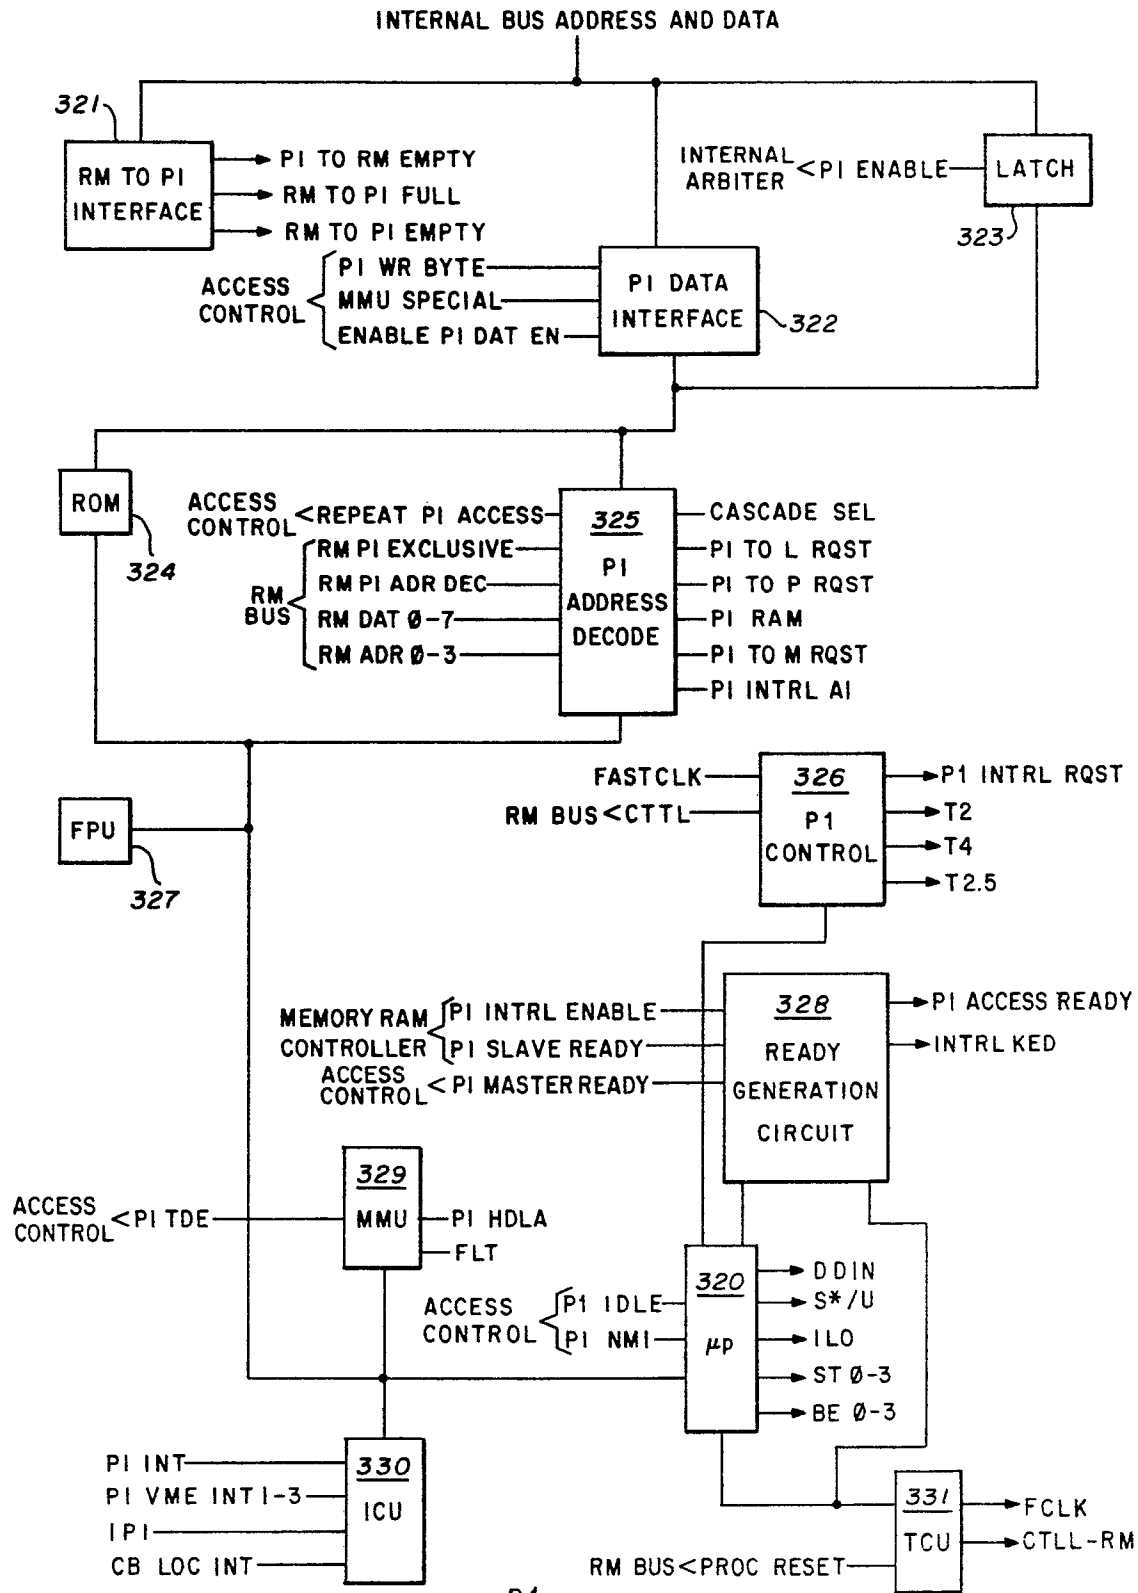 INTERNAL BUS ADDRESS AND DATA
321
RM TO PI
INTERFACE
PI TO RM EMPTY
RM TO PI FULL
RM TO PI EMPTY
INTERNAL
ARBITER
<PI ENABLE
LATCH
323
ACCESS
CONTROL
PI WR BYTE
MMU SPECIAL
ENABLE PI DAT EN
PI DATA
INTERFACE
322
ROM
324
ACCESS
CONTROL
<REPEAT PI ACCESS
RM
BUS
RM PI EXCLUSIVE
RM PI ADR DEC
RM DAT Ø-7
RM ADR Ø-3
325
PI
ADDRESS
DECODE
CASCADE SEL
PI TO L RQST
PI TO P RQST
PI RAM
PI TO M RQST
PI INTRL AI
FPU
327
FASTCLK
RM BUS<CTTL
326
P1
CONTROL
P1 INTRL RQST
T2
T4
T2.5
MEMORY RAM
CONTROLLER
PI INTRL ENABLE
PI SLAVE READY
ACCESS
CONTROL
<PI MASTER READY
328
READY
GENERATION
CIRCUIT
PI ACCESS READY
INTRL KED
ACCESS
CONTROL
<PI TDE
329
MMU
PI HDLA
FLT
ACCESS
CONTROL
P1 IDLE
PI NMI
320
μp
DDIN
S*/U
ILO
ST Ø-3
BE Ø-3
PI INT
PI VME INT I-3
IPI
CB LOC INT
330
ICU
RM BUS<PROC RESET
331
TCU
FCLK
CTLL-RM